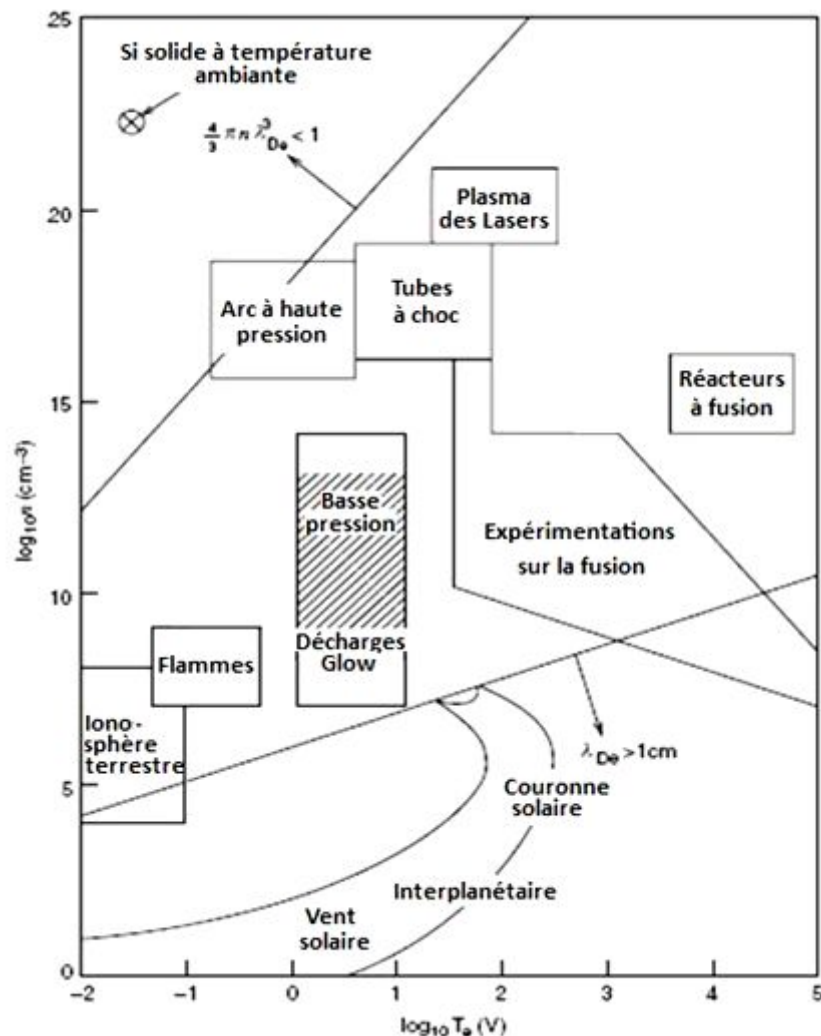 25
Si solide à température
ambiante
4/3 π n λ³De < 1
20
Plasma
des Lasers
Arc à haute
pression
Tubes
à choc
15
Réacteurs
à fusion
log₁₀n (cm⁻³)
Basse
pression
Expérimentations
sur la fusion
10
Décharges
Glow
Flammes
Iono-
sphère
terrestre
λDe >1cm
5
Couronne
solaire
Interplanétaire
Vent
solaire
0
−2 −1 0 1 2 3 4 5
log₁₀ Te (V)